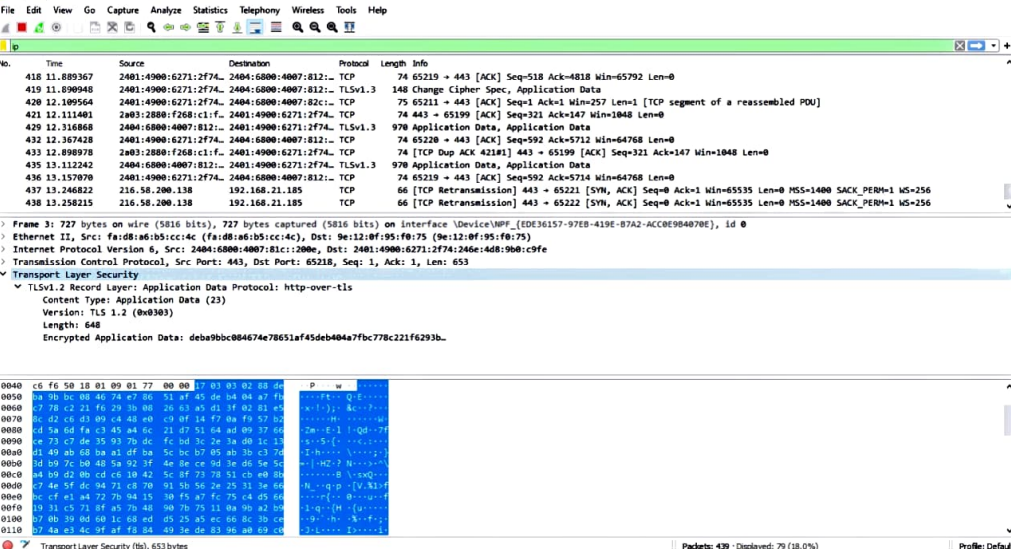 File Edit View Go Capture Analyze Statistics Telephony Wireless Tools Help
ip
No. Time Source Destination Protocol Length Info
418 11.889367 2401:4900:6271:2f74… 2404:6800:4007:812:… TCP 74 65219 → 443 [ACK] Seq=518 Ack=4818 Win=65792 Len=0
419 11.890948 2401:4900:6271:2f74… 2404:6800:4007:812:… TLSv1.3 148 Change Cipher Spec, Application Data
420 12.109564 2401:4900:6271:2f74… 2404:6800:4007:82c:… TCP 75 65211 → 443 [ACK] Seq=1 Ack=1 Win=257 Len=1 [TCP segment of a reassembled PDU]
421 12.111401 2a03:2880:f268:c1:f… 2401:4900:6271:2f74… TCP 74 443 → 65199 [ACK] Seq=321 Ack=147 Win=1048 Len=0
429 12.316868 2404:6800:4007:812:… 2401:4900:6271:2f74… TLSv1.3 970 Application Data, Application Data
432 12.367428 2401:4900:6271:2f74… 2404:6800:4007:812:… TCP 74 65220 → 443 [ACK] Seq=592 Ack=5712 Win=64768 Len=0
433 12.898978 2a03:2880:f268:c1:f… 2401:4900:6271:2f74… TCP 74 [TCP Dup ACK 421#1] 443 → 65199 [ACK] Seq=321 Ack=147 Win=1048 Len=0
435 13.112242 2404:6800:4007:812:… 2401:4900:6271:2f74… TLSv1.3 970 Application Data, Application Data
436 13.157070 2401:4900:6271:2f74… 2404:6800:4007:812:… TCP 74 65219 → 443 [ACK] Seq=592 Ack=5714 Win=64768 Len=0
437 13.246822 216.58.200.138 192.168.21.185 TCP 66 [TCP Retransmission] 443 → 65221 [SYN, ACK] Seq=0 Ack=1 Win=65535 Len=0 MSS=1400 SACK_PERM=1 WS=256
438 13.258215 216.58.200.138 192.168.21.185 TCP 66 [TCP Retransmission] 443 → 65222 [SYN, ACK] Seq=0 Ack=1 Win=65535 Len=0 MSS=1400 SACK_PERM=1 WS=256
Frame 3: 727 bytes on wire (5816 bits), 727 bytes captured (5816 bits) on interface \Device\NPF_{EDE36157-97EB-419E-B7A2-ACC0E9B4070E}, id 0
Ethernet II, Src: fa:d8:a6:b5:cc:4c (fa:d8:a6:b5:cc:4c), Dst: 9e:12:0f:95:f0:75 (9e:12:0f:95:f0:75)
Internet Protocol Version 6, Src: 2404:6800:4007:81c::200e, Dst: 2401:4900:6271:2f74:246e:4d8:9b0:c9fe
Transmission Control Protocol, Src Port: 443, Dst Port: 65218, Seq: 1, Ack: 1, Len: 653
Transport Layer Security
TLSv1.2 Record Layer: Application Data Protocol: http-over-tls
Content Type: Application Data (23)
Version: TLS 1.2 (0x0303)
Length: 648
Encrypted Application Data: deba9bbc084674e78651af45deb404a7fbc778c221f6293b…
0040 c6 f6 50 18 01 09 01 77 00 00 17 03 03 02 88 de
0050 ba 9b bc 08 46 74 e7 86 51 af 45 de b4 04 a7 fb
0060 c7 78 c2 21 f6 29 3b 08 26 63 a5 d1 3f 02 81 e5
0070 8c d2 c6 d3 09 c4 48 e0 c9 0f 14 f7 0a f9 57 b2
0080 cd 5a 6d fa c3 45 a4 6c 21 d7 51 64 ad 09 37 66
0090 ce 73 c7 de 35 93 7b dc fc bd 3c 2e 3a d0 1c 13
00a0 d1 49 ab 68 ba a1 df ba 5c bc b7 05 ab 3b c3 7d
00b0 3d b9 7c b0 48 5a 92 3f 4e 8e ce 9d 3e d6 5e 5c
00c0 a4 b9 d2 0b cd c6 10 42 5c 8f 73 78 51 cb e0 8b
00d0 c7 4e 5f dc 94 71 c8 70 91 5b 56 2e 25 31 3e 66
00e0 bc cf e1 a4 72 7b 94 15 30 f5 a7 fc 75 c4 d5 66
00f0 19 31 c5 71 8f a5 7b 48 90 7b 75 11 0a 9b a2 b9
0100 b7 0b 39 0d 60 1c 68 ed d5 25 a5 ec 66 8c 3b ce
0110 b7 4a e3 4c 9f af f8 84 49 3e de 83 96 a0 69 c0
Transport Layer Security (tls), 653 bytes Packets: 439 · Displayed: 79 (18.0%) Profile: Defaul